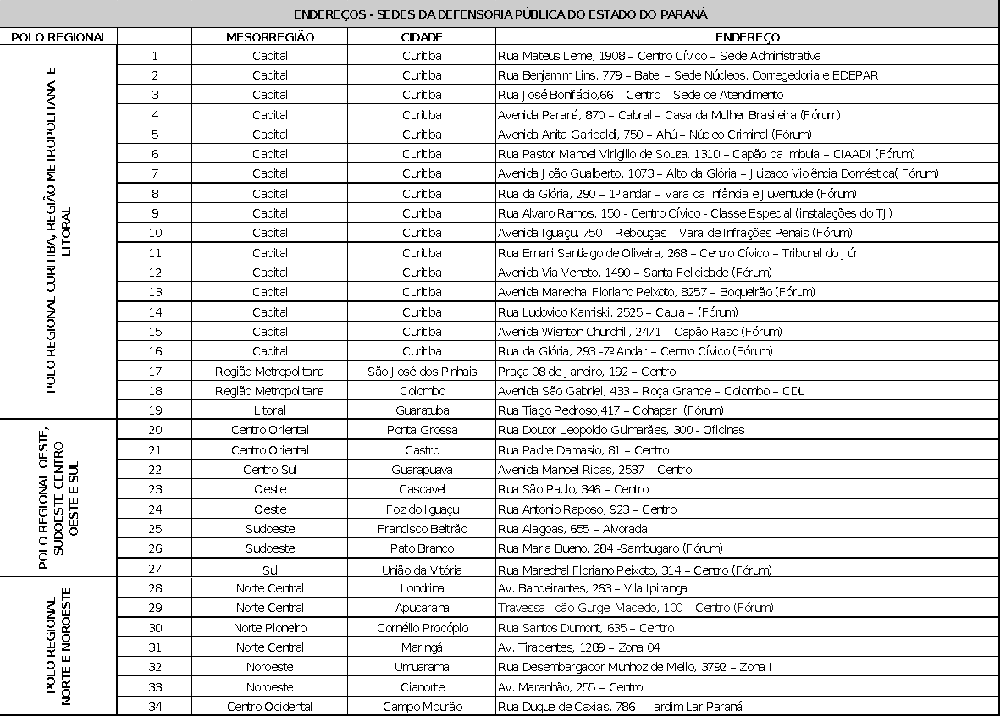 ENDEREÇOS - SEDES DA DEFENSORIA PÚBLICA DO ESTADO DO PARANÁ
POLO REGIONAL MESORREGIÃO CIDADE ENDEREÇO
POLO REGIONAL CURITIBA, REGIÃO METROPOLITANA E
LITORAL
1 Capital Curitiba Rua Mateus Leme, 1908 – Centro Cívico – Sede Administrativa
2 Capital Curitiba Rua Benjamim Lins, 779 – Batel – Sede Núcleos, Corregedoria e EDEPAR
3 Capital Curitiba Rua José Bonifácio,66 – Centro – Sede de Atendimento
4 Capital Curitiba Avenida Paraná, 870 – Cabral – Casa da Mulher Brasileira (Fórum)
5 Capital Curitiba Avenida Anita Garibaldi, 750 – Ahú – Núcleo Criminal (Fórum)
6 Capital Curitiba Rua Pastor Manoel Virigilio de Souza, 1310 – Capão da Imbuia – CIAADI (Fórum)
7 Capital Curitiba Avenida João Gualberto, 1073 – Alto da Glória – Juizado Violência Doméstica( Fórum)
8 Capital Curitiba Rua da Glória, 290 – 1º andar – Vara da Infância e Juventude (Fórum)
9 Capital Curitiba Rua Alvaro Ramos, 150 - Centro Cívico - Classe Especial (instalações do TJ)
10 Capital Curitiba Avenida Iguaçu, 750 – Rebouças – Vara de Infrações Penais (Fórum)
11 Capital Curitiba Rua Ernani Santiago de Oliveira, 268 – Centro Cívico – Tribunal do Júri
12 Capital Curitiba Avenida Via Veneto, 1490 – Santa Felicidade (Fórum)
13 Capital Curitiba Avenida Marechal Floriano Peixoto, 8257 – Boqueirão (Fórum)
14 Capital Curitiba Rua Ludovico Kamiski, 2525 – Cauia – (Fórum)
15 Capital Curitiba Avenida Wisnton Churchill, 2471 – Capão Raso (Fórum)
16 Capital Curitiba Rua da Glória, 293 -7º Andar – Centro Cívico (Fórum)
17 Região Metropolitana São José dos Pinhais Praça 08 de Janeiro, 192 – Centro
18 Região Metropolitana Colombo Avenida São Gabriel, 433 – Roça Grande – Colombo – CDL
19 Litoral Guaratuba Rua Tiago Pedroso,417 – Cohapar (Fórum)
POLO REGIONAL OESTE,
SUDOESTE CENTRO
OESTE E SUL
20 Centro Oriental Ponta Grossa Rua Doutor Leopoldo Guimarães, 300 - Oficinas
21 Centro Oriental Castro Rua Padre Damasio, 81 – Centro
22 Centro Sul Guarapuava Avenida Manoel Ribas, 2537 – Centro
23 Oeste Cascavel Rua São Paulo, 346 – Centro
24 Oeste Foz do Iguaçu Rua Antonio Raposo, 923 – Centro
25 Sudoeste Francisco Beltrão Rua Alagoas, 655 – Alvorada
26 Sudoeste Pato Branco Rua Maria Bueno, 284 -Sambugaro (Fórum)
27 Sul União da Vitória Rua Marechal Floriano Peixoto, 314 – Centro (Fórum)
POLO REGIONAL
NORTE E NOROESTE
28 Norte Central Londrina Av. Bandeirantes, 263 – Vila Ipiranga
29 Norte Central Apucarana Travessa João Gurgel Macedo, 100 – Centro (Fórum)
30 Norte Pioneiro Cornélio Procópio Rua Santos Dumont, 635 – Centro
31 Norte Central Maringá Av. Tiradentes, 1289 – Zona 04
32 Noroeste Umuarama Rua Desembargador Munhoz de Mello, 3792 – Zona I
33 Noroeste Cianorte Av. Maranhão, 255 – Centro
34 Centro Ocidental Campo Mourão Rua Duque de Caxias, 786 – Jardim Lar Paraná